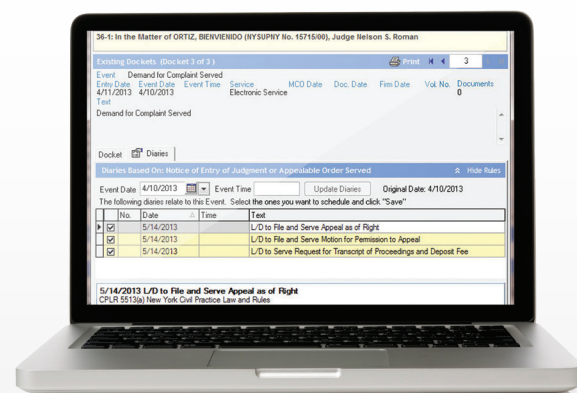 36-1: In the Matter of ORTIZ, BIENVIENIDO (NYSUPNY No. 15715/00), Judge Nelson S. Roman
Existing Dockets (Docket 3 of 3 ) Print 3
Event Demand for Complaint Served
Entry Date Event Date Event Time Service MCO Date Doc. Date Firm Date Vol. No. Documents
4/11/2013 4/10/2013 Electronic Service 0
Text
Demand for Complaint Served
Docket Diaries
Diaries Based On: Notice of Entry of Judgment or Appealable Order Served Hide Rules
Event Date 4/10/2013 Event Time Update Diaries Original Date: 4/10/2013
The following diaries relate to this Event. Select the ones you want to schedule and click "Save"
No. Date Time Text
5/14/2013 L/D to File and Serve Appeal as of Right
5/14/2013 L/D to File and Serve Motion for Permission to Appeal
5/14/2013 L/D to Serve Request for Transcript of Proceedings and Deposit Fee
5/14/2013 L/D to File and Serve Appeal as of Right
CPLR 5513(a) New York Civil Practice Law and Rules